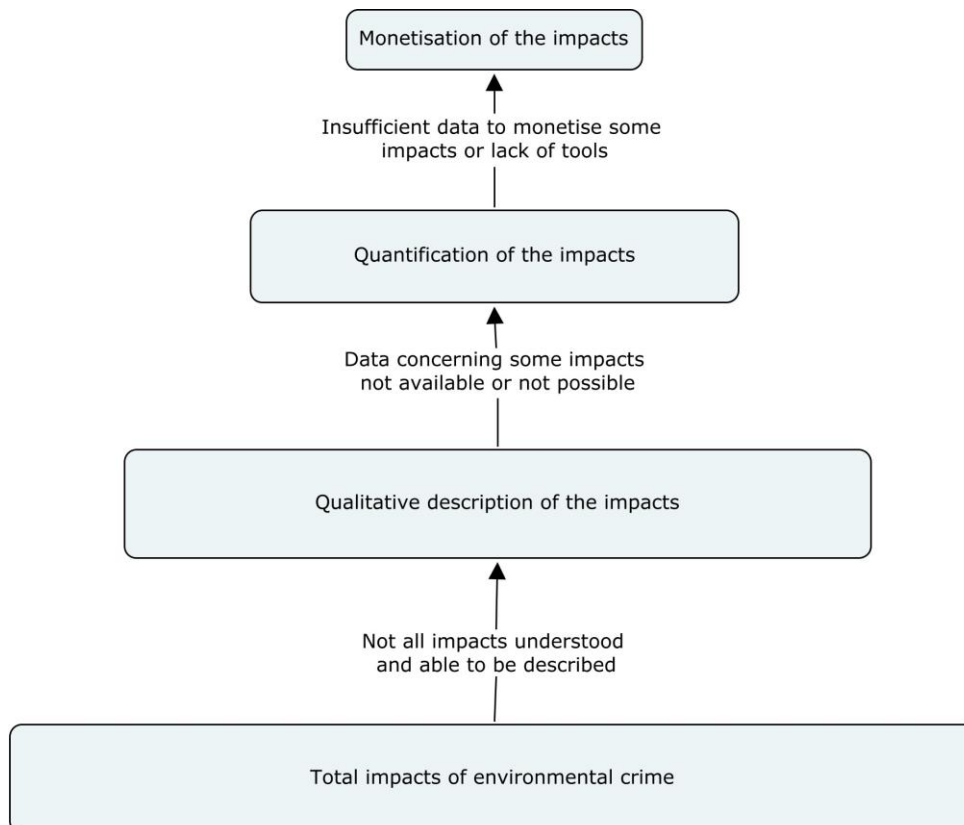 Monetisation of the impacts
Insufficient data to monetise some
impacts or lack of tools
Quantification of the impacts
Data concerning some impacts
not available or not possible
Qualitative description of the impacts
Not all impacts understood
and able to be described
Total impacts of environmental crime